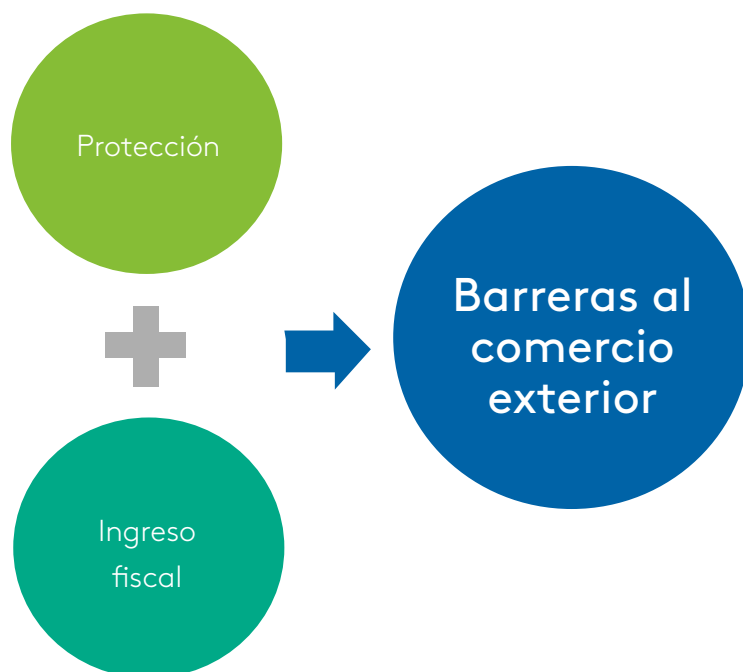 Protección
Ingreso
fiscal
Barreras al
comercio
exterior